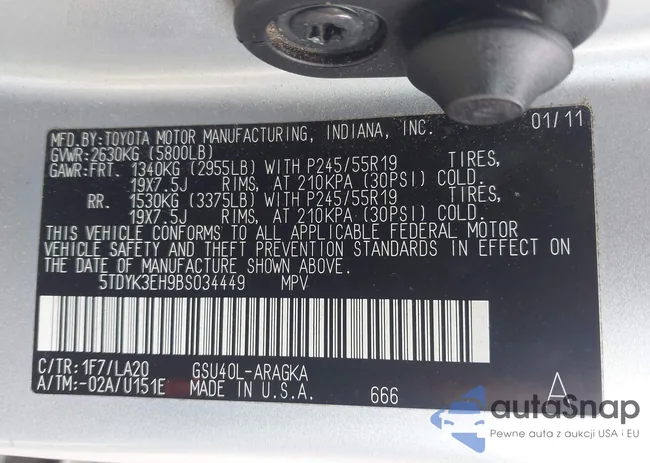 MFD.BY:TOYOTA MOTOR MANUFACTURING, INDIANA, INC. 01/11
GVWR:2630KG (5800LB)
GAWR:FRT. 1340KG (2955LB) WITH P245/55R19 TIRES,
19X7.5J RIMS, AT 210KPA (30PSI) COLD.
RR. 1530KG (3375LB) WITH P245/55R19 TIRES,
19X7.5J RIMS, AT 210KPA (30PSI) COLD.
THIS VEHICLE CONFORMS TO ALL APPLICABLE FEDERAL MOTOR
VEHICLE SAFETY AND THEFT PREVENTION STANDARDS IN EFFECT ON
THE DATE OF MANUFACTURE SHOWN ABOVE.
5TDYK3EH9BS034449 MPV
C/TR:1F7/LA20 GSU40L-ARAGKA
A/TM:-02A/U151E MADE IN U.S.A. 666 A
autoSnap
Pewne auta z aukcji USA i EU